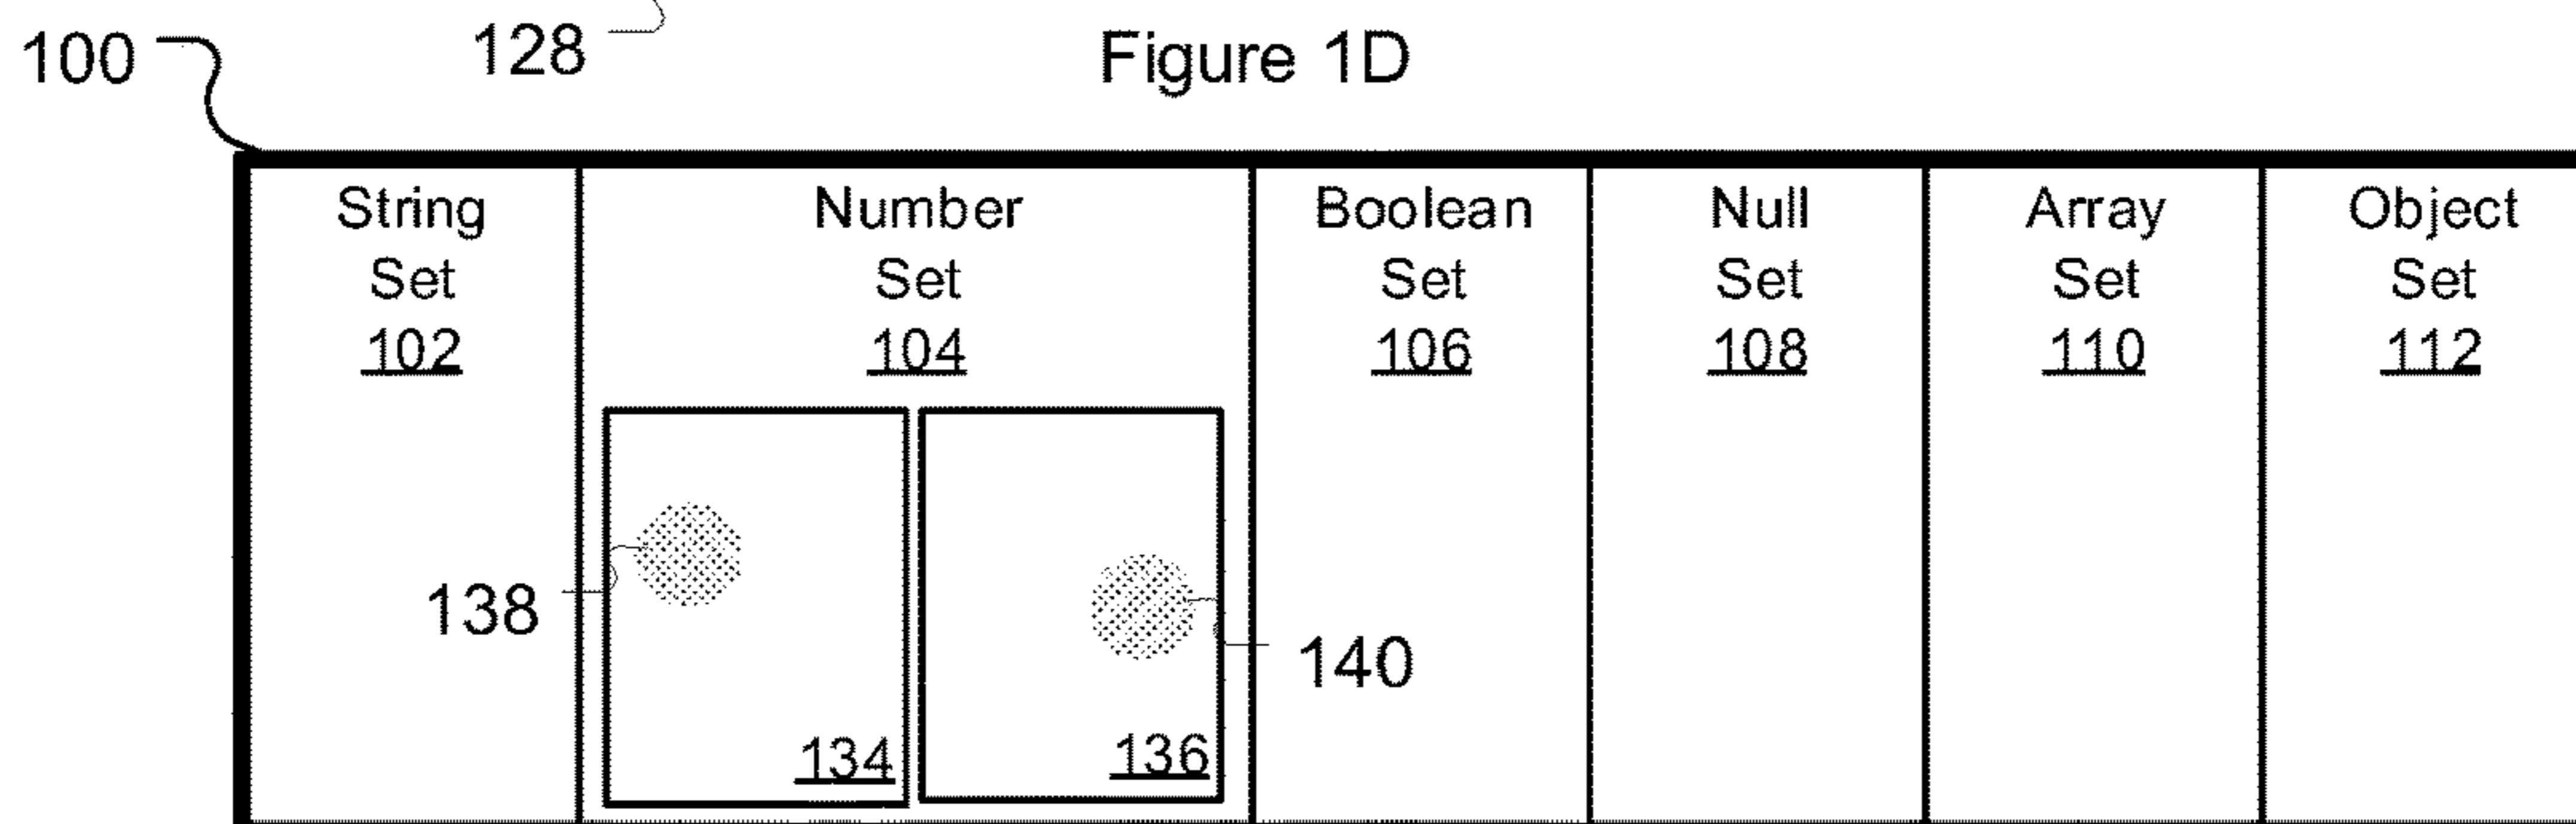 100
128
Figure 1D
String
Set
102
Number
Set
104
Boolean
Set
106
Null
Set
108
Array
Set
110
Object
Set
112
138
140
134
136